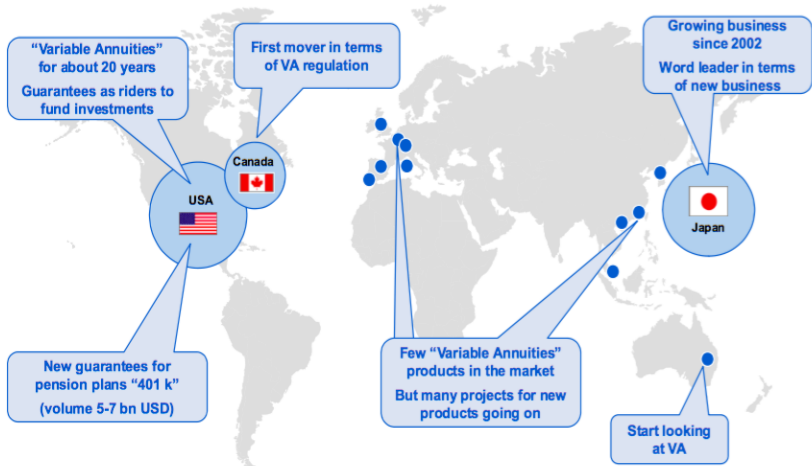 “Variable Annuities”
for about 20 years
Guarantees as riders to
fund investments
First mover in terms
of VA regulation
Growing business
since 2002
Word leader in terms
of new business
Canada
USA
Japan
New guarantees for
pension plans “401 k”
(volume 5-7 bn USD)
Few “Variable Annuities”
products in the market
But many projects for new
products going on
Start looking
at VA